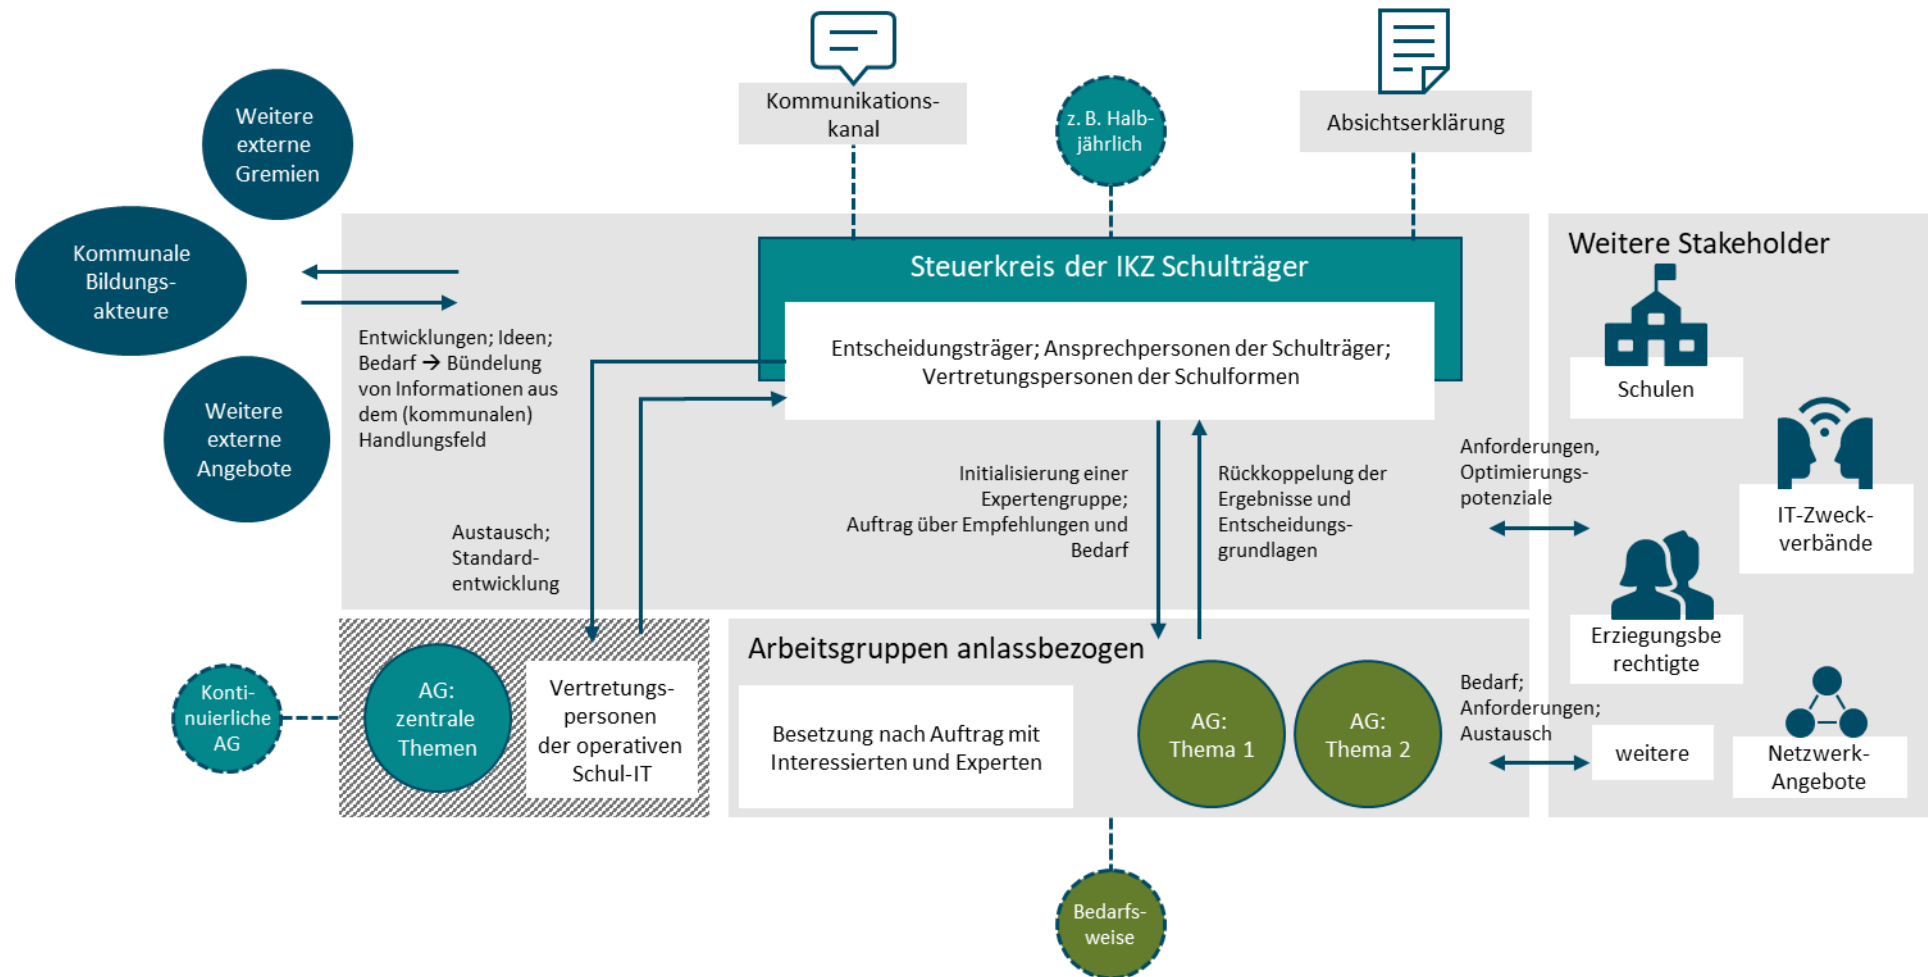 Kommunikations-
kanal
z. B. Halb-
jährlich
Absichtserklärung
Weitere
externe
Gremien
Kommunale
Bildungs-
akteure
Weitere
externe
Angebote
Entwicklungen; Ideen;
Bedarf → Bündelung
von Informationen aus
dem (kommunalen)
Handlungsfeld
Steuerkreis der IKZ Schulträger
Entscheidungsträger; Ansprechpersonen der Schulträger;
Vertretungspersonen der Schulformen
Austausch;
Standard-
entwicklung
Initialisierung einer
Expertengruppe;
Auftrag über Empfehlungen und
Bedarf
Rückkoppelung der
Ergebnisse und
Entscheidungs-
grundlagen
Anforderungen,
Optimierungs-
potenziale
Weitere Stakeholder
Schulen
IT-Zweck-
verbände
Erziegungsbe
rechtigte
weitere
Netzwerk-
Angebote
Konti-
nuierliche
AG
AG:
zentrale
Themen
Vertretungs-
personen
der operativen
Schul-IT
Arbeitsgruppen anlassbezogen
Besetzung nach Auftrag mit
Interessierten und Experten
AG:
Thema 1
AG:
Thema 2
Bedarf;
Anforderungen;
Austausch
Bedarfs-
weise